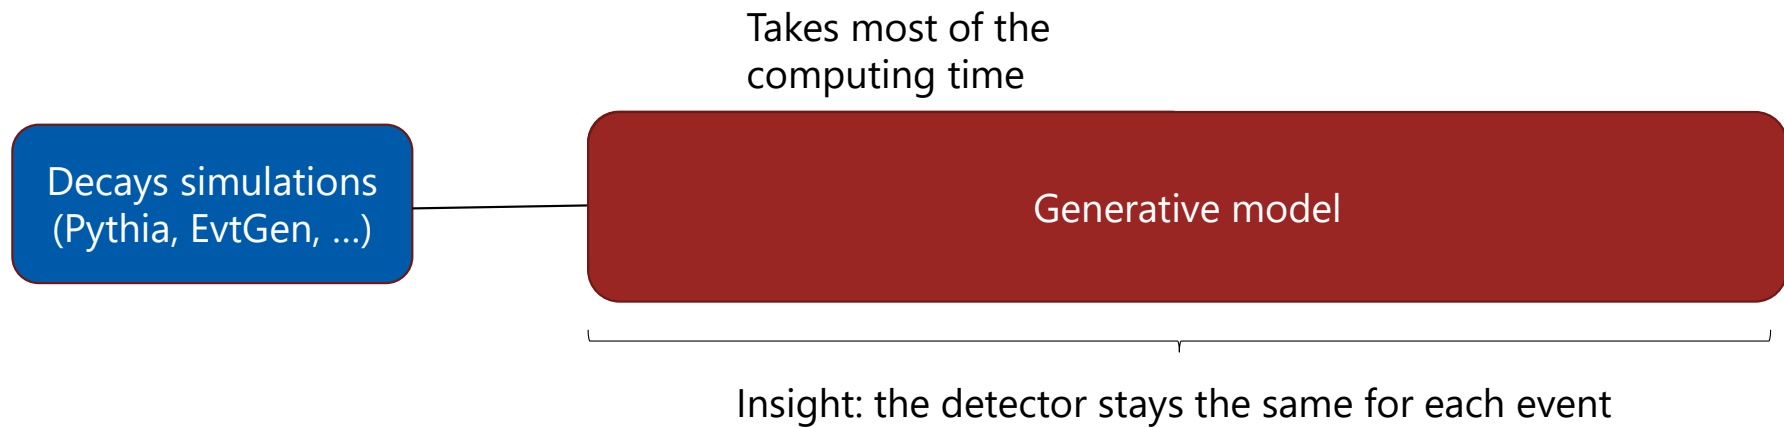 Takes most of the
computing time
Decays simulations
(Pythia, EvtGen, ...)
Generative model
Insight: the detector stays the same for each event